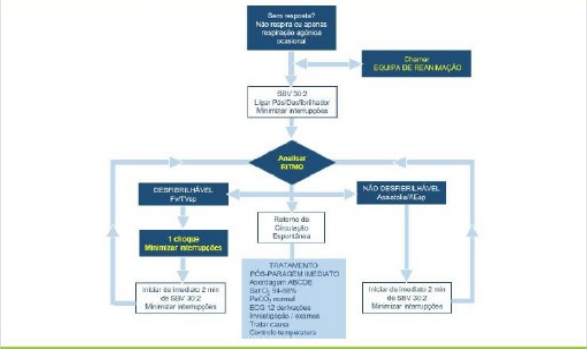 Sem resposta?
Não respira ou apenas
respiração agónica
ocasional
Chamar
EQUIPA DE REANIMAÇÃO
SBV 30:2
Ligar Pás/Desfibrilhador
Minimizar interrupções
Analisar
RITMO
DESFIBRILHÁVEL
FV/TVsp
NÃO DESFIBRILHÁVEL
Assistolia/AEsp
1 choque
Minimizar interrupções
Retorno da
Circulação
Espontânea
Iniciar de imediato 2 min
de SBV 30:2
Minimizar interrupções
TRATAMENTO
PÓS-PARAGEM IMEDIATO
Abordagem ABCDE
Sat O₂ 94-98%
PaCO₂ normal
ECG 12 derivações
Investigação / exames
Tratar causa
Controlo temperatura
Iniciar de imediato 2 min
de SBV 30:2
Minimizar interrupções